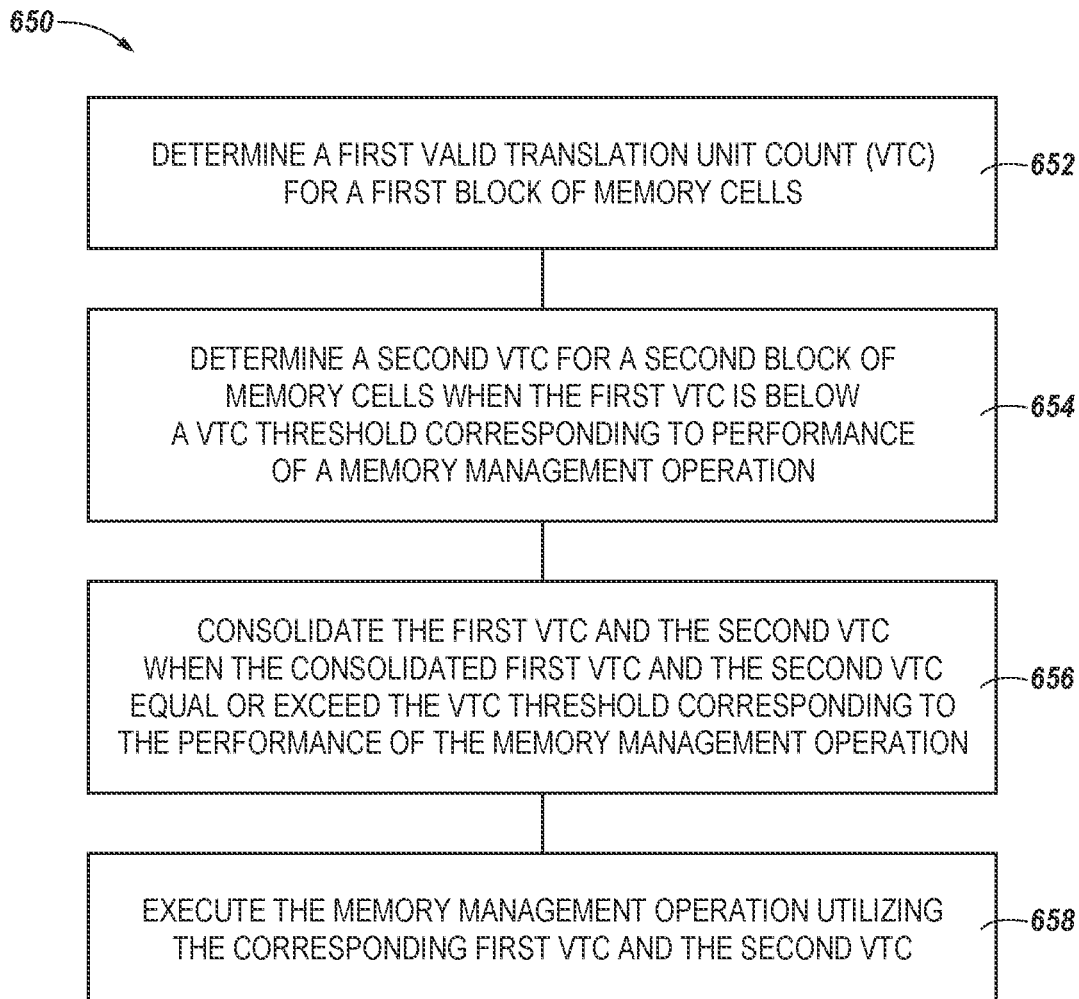 650
DETERMINE A FIRST VALID TRANSLATION UNIT COUNT (VTC)
FOR A FIRST BLOCK OF MEMORY CELLS
652
DETERMINE A SECOND VTC FOR A SECOND BLOCK OF
MEMORY CELLS WHEN THE FIRST VTC IS BELOW
A VTC THRESHOLD CORRESPONDING TO PERFORMANCE
OF A MEMORY MANAGEMENT OPERATION
654
CONSOLIDATE THE FIRST VTC AND THE SECOND VTC
WHEN THE CONSOLIDATED FIRST VTC AND THE SECOND VTC
EQUAL OR EXCEED THE VTC THRESHOLD CORRESPONDING TO
THE PERFORMANCE OF THE MEMORY MANAGEMENT OPERATION
656
EXECUTE THE MEMORY MANAGEMENT OPERATION UTILIZING
THE CORRESPONDING FIRST VTC AND THE SECOND VTC
658